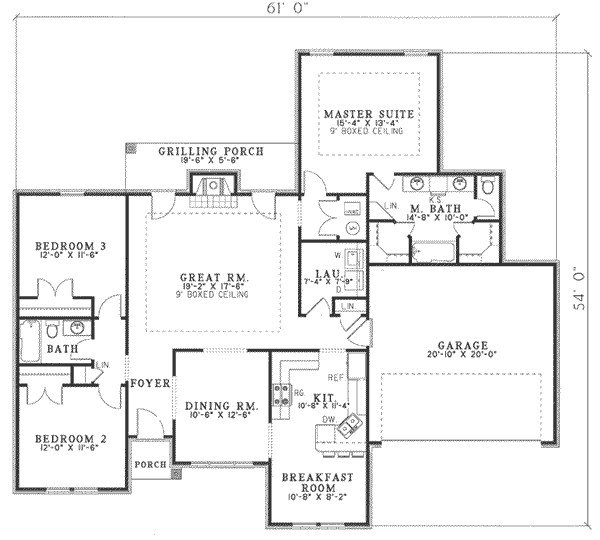 61' 0"
MASTER SUITE
15'-4" X 13'-4"
9' BOXED CEILING
GRILLING PORCH
19'-6" X 5'-6"
K.S.
LIN.
M. BATH
14'-8" X 10'-0"
BEDROOM 3
12'-0" X 11'-6"
GREAT RM.
19'-2" X 17'-6"
9' BOXED CEILING
HVAC
WH
W
LAU.
7'-4" X 7'-9"
D
LIN.
54' 0"
GARAGE
20'-10" X 20'-0"
BATH
LIN.
FOYER
DINING RM.
10'-6" X 12'-6"
REF.
RG.
KIT.
10'-8" X 11'-4"
DW.
BEDROOM 2
12'-0" X 11'-6"
PORCH
BREAKFAST
ROOM
10'-8" X 8'-2"